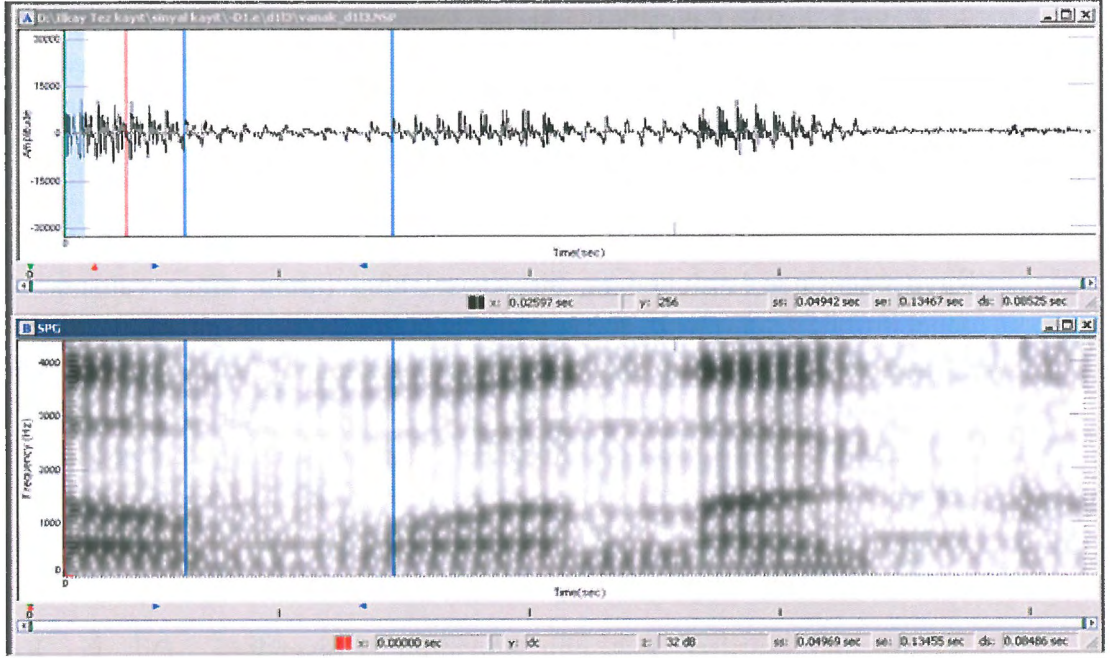 A D:\İlkay Tez kayıt\sinyal kayıt\-D1.e\d1l3\vanak_d1l3.NSP
30000
15000
0
-15000
-30000
Amplitude
0
Time(sec)
0
x: 0.02597 sec y: 256 ss: 0.04942 sec se: 0.13467 sec ds: 0.08525 sec
B SPG
4000
3000
2000
1000
0
Frequency (Hz)
0
Time(sec)
0
x: 0.00000 sec y: dc z: 32 dB ss: 0.04969 sec se: 0.13455 sec ds: 0.08486 sec